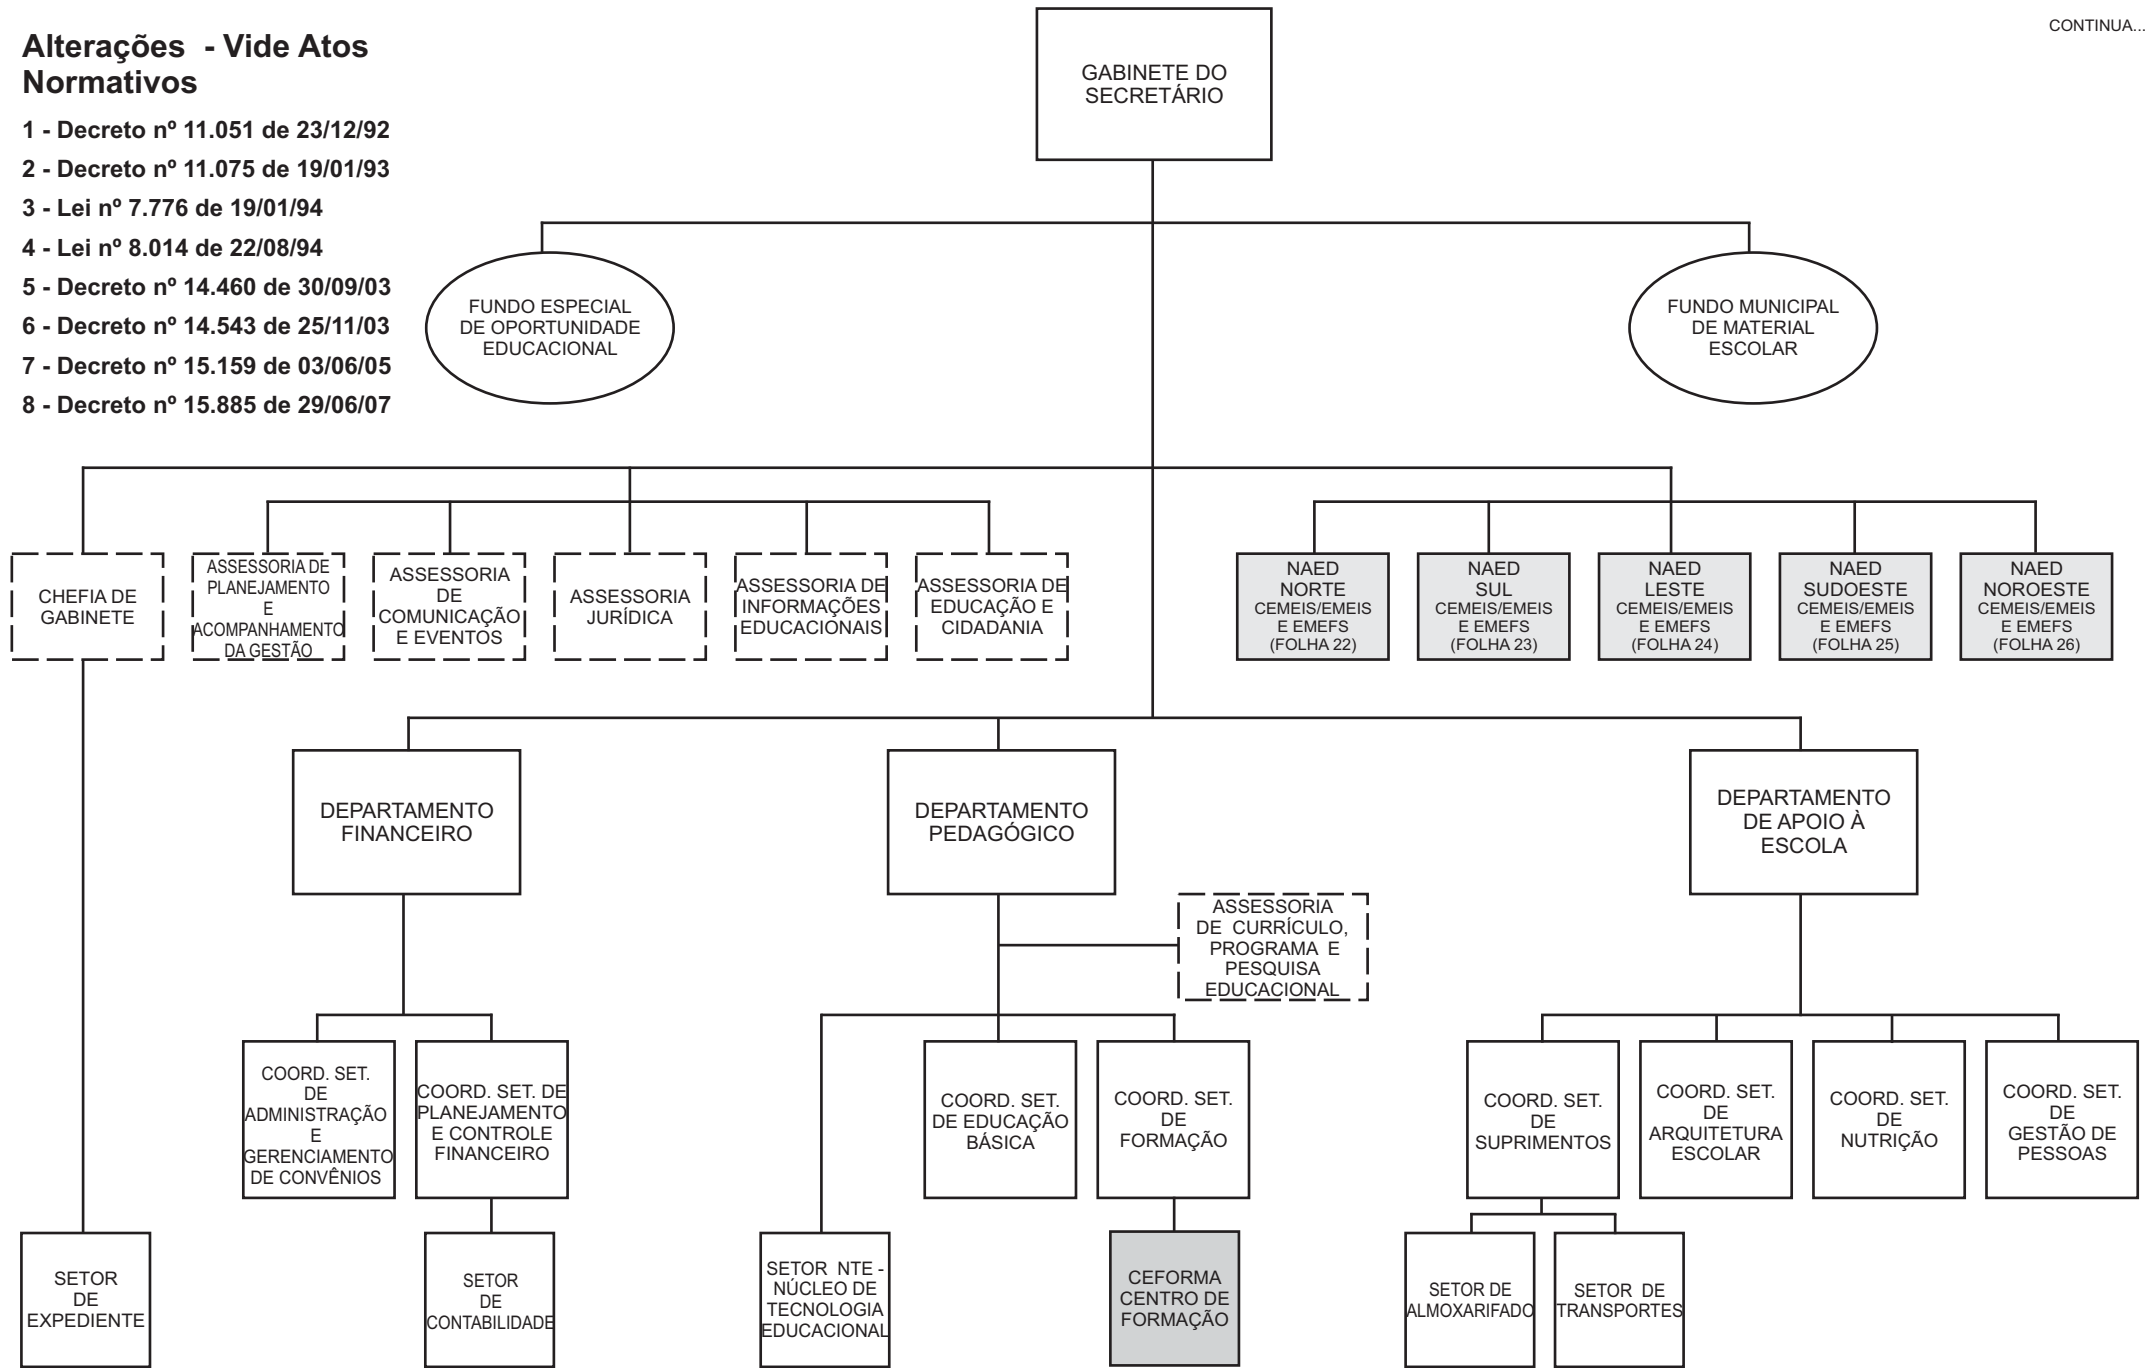 CONTINUA...
Alterações - Vide Atos
Normativos
1 - Decreto nº 11.051 de 23/12/92
2 - Decreto nº 11.075 de 19/01/93
3 - Lei nº 7.776 de 19/01/94
4 - Lei nº 8.014 de 22/08/94
5 - Decreto nº 14.460 de 30/09/03
6 - Decreto nº 14.543 de 25/11/03
7 - Decreto nº 15.159 de 03/06/05
8 - Decreto nº 15.885 de 29/06/07
GABINETE DO
SECRETÁRIO
FUNDO ESPECIAL
DE OPORTUNIDADE
EDUCACIONAL
FUNDO MUNICIPAL
DE MATERIAL
ESCOLAR
CHEFIA DE
GABINETE
ASSESSORIA DE
PLANEJAMENTO
E
ACOMPANHAMENTO
DA GESTÃO
ASSESSORIA
DE
COMUNICAÇÃO
E EVENTOS
ASSESSORIA
JURÍDICA
ASSESSORIA DE
INFORMAÇÕES
EDUCACIONAIS
ASSESSORIA DE
EDUCAÇÃO E
CIDADANIA
NAED
NORTE
CEMEIS/EMEIS
E EMEFS
(FOLHA 22)
NAED
SUL
CEMEIS/EMEIS
E EMEFS
(FOLHA 23)
NAED
LESTE
CEMEIS/EMEIS
E EMEFS
(FOLHA 24)
NAED
SUDOESTE
CEMEIS/EMEIS
E EMEFS
(FOLHA 25)
NAED
NOROESTE
CEMEIS/EMEIS
E EMEFS
(FOLHA 26)
DEPARTAMENTO
FINANCEIRO
DEPARTAMENTO
PEDAGÓGICO
DEPARTAMENTO
DE APOIO À
ESCOLA
ASSESSORIA
DE CURRÍCULO,
PROGRAMA E
PESQUISA
EDUCACIONAL
COORD. SET.
DE
ADMINISTRAÇÃO
E
GERENCIAMENTO
DE CONVÊNIOS
COORD. SET. DE
PLANEJAMENTO
E CONTROLE
FINANCEIRO
COORD. SET.
DE EDUCAÇÃO
BÁSICA
COORD. SET.
DE
FORMAÇÃO
COORD. SET.
DE
SUPRIMENTOS
COORD. SET.
DE
ARQUITETURA
ESCOLAR
COORD. SET.
DE
NUTRIÇÃO
COORD. SET.
DE
GESTÃO DE
PESSOAS
SETOR
DE
EXPEDIENTE
SETOR
DE
CONTABILIDADE
SETOR NTE -
NÚCLEO DE
TECNOLOGIA
EDUCACIONAL
CEFORMA
CENTRO DE
FORMAÇÃO
SETOR DE
ALMOXARIFADO
SETOR DE
TRANSPORTES